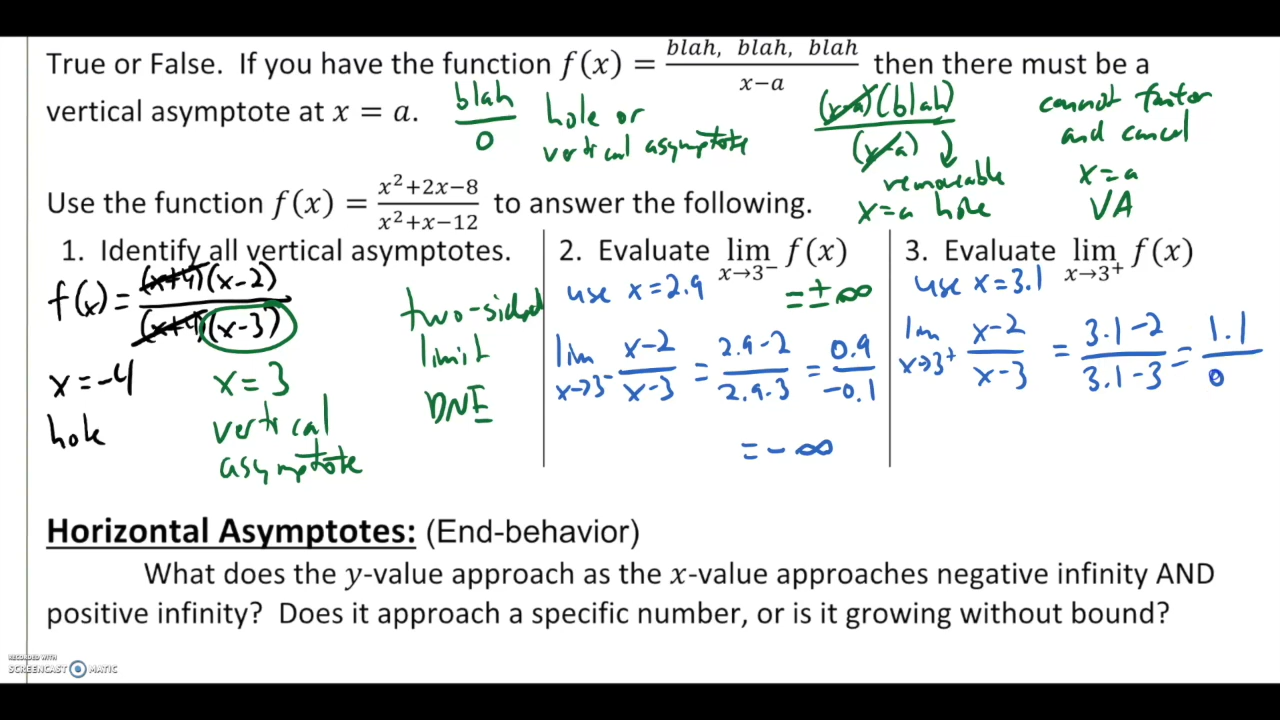 True or False. If you have the function f(x) = blah, blah, blah / x−a then there must be a
vertical asymptote at x = a.
blah / 0
hole or
vertical asymptote
(x-a)(blah) / (x-a)
removeable
x=a hole
cannot factor
and cancel
x=a
VA
Use the function f(x) = x²+2x−8 / x²+x−12 to answer the following.
1. Identify all vertical asymptotes.
f(x) = (x+4)(x-2) / (x+4)(x-3)
x=-4
hole
x=3
vertical
asymptote
two-sided
limit
DNE
2. Evaluate lim x→3⁻ f(x)
use x=2.9
=±∞
lim x→3⁻ x-2 / x-3 = 2.9-2 / 2.9-3 = 0.9 / -0.1
=-∞
3. Evaluate lim x→3⁺ f(x)
use x=3.1
lim x→3⁺ x-2 / x-3 = 3.1-2 / 3.1-3 = 1.1 / 0
Horizontal Asymptotes: (End-behavior)
What does the y-value approach as the x-value approaches negative infinity AND
positive infinity? Does it approach a specific number, or is it growing without bound?
RECORDED WITH
SCREENCAST MATIC